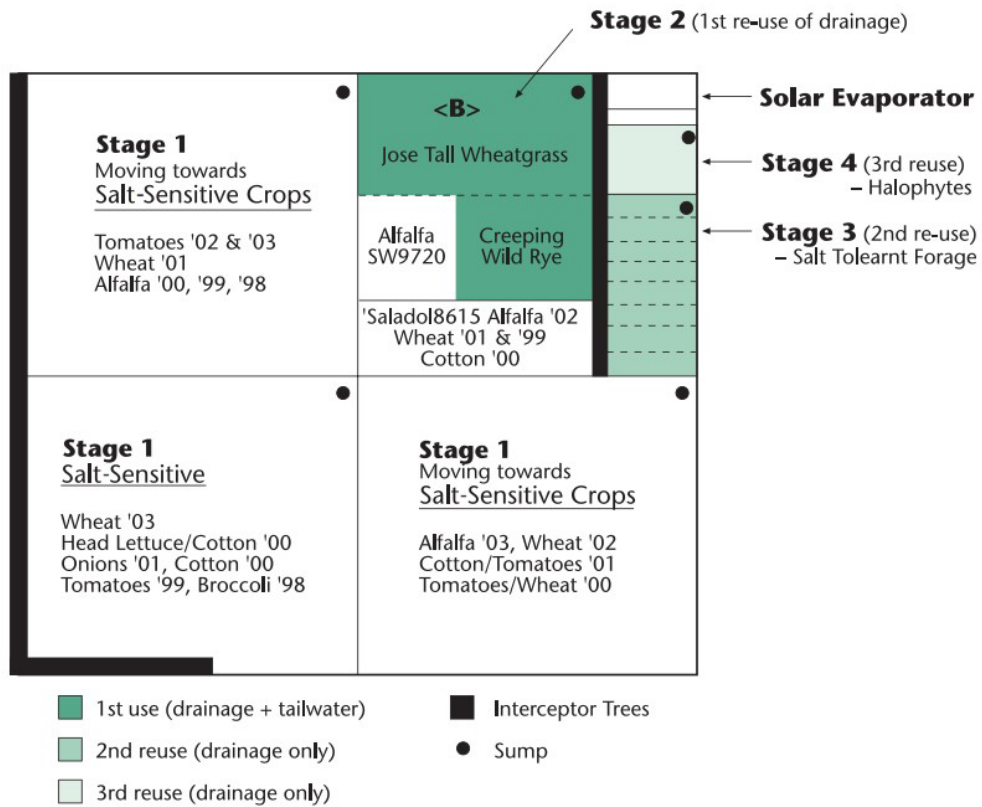 Stage 2 (1st re-use of drainage)
Solar Evaporator
Stage 4 (3rd reuse)
– Halophytes
Stage 3 (2nd re-use)
– Salt Tolearnt Forage
Stage 1
Moving towards
Salt-Sensitive Crops
Tomatoes '02 & '03
Wheat '01
Alfalfa '00, '99, '98
<B>
Jose Tall Wheatgrass
Alfalfa
SW9720
Creeping
Wild Rye
'Saladol8615 Alfalfa '02
Wheat '01 & '99
Cotton '00
Stage 1
Salt-Sensitive
Wheat '03
Head Lettuce/Cotton '00
Onions '01, Cotton '00
Tomatoes '99, Broccoli '98
Stage 1
Moving towards
Salt-Sensitive Crops
Alfalfa '03, Wheat '02
Cotton/Tomatoes '01
Tomatoes/Wheat '00
1st use (drainage + tailwater)
2nd reuse (drainage only)
3rd reuse (drainage only)
Interceptor Trees
Sump